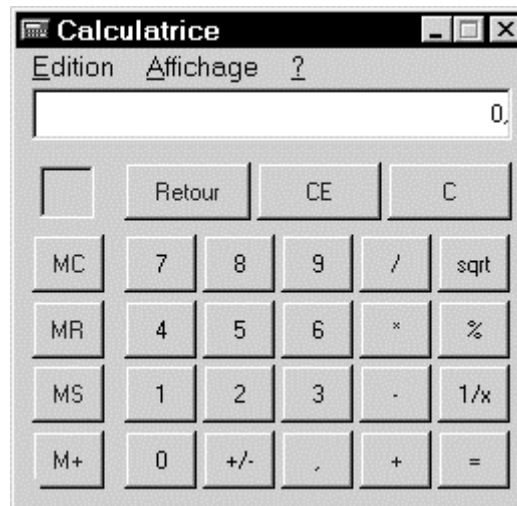 Calculatrice
Edition Affichage ?
0,
Retour CE C
MC 7 8 9 / sqrt
MR 4 5 6 * %
MS 1 2 3 - 1/x
M+ 0 +/- , + =